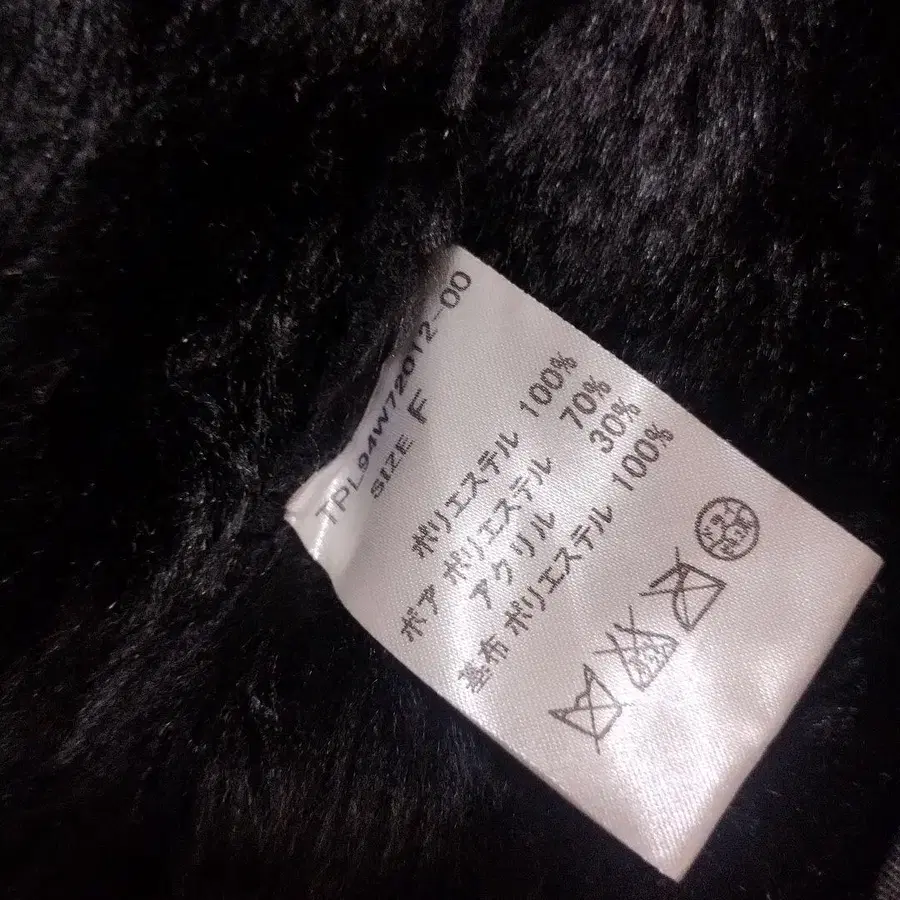 TPL94W72012-00
SIZE F
ポリエステル 100%
ボア ポリエステル 70%
アクリル 30%
基布 ポリエステル 100%